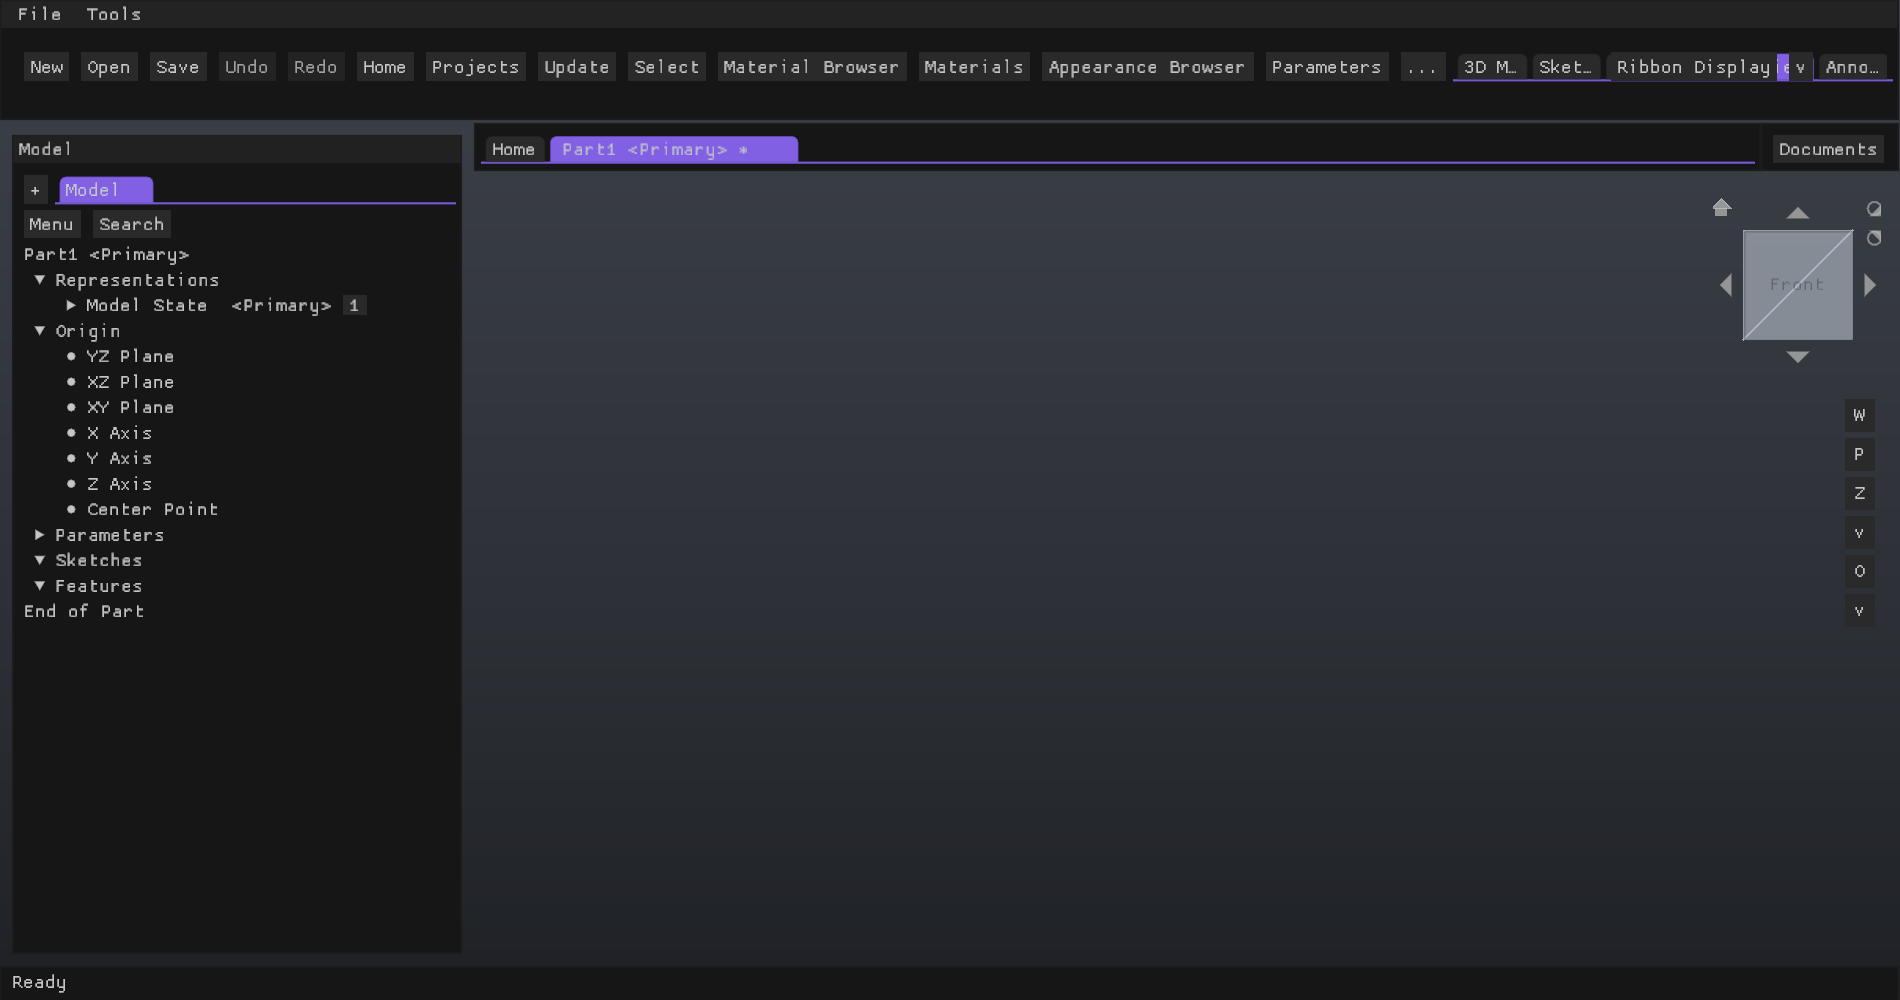 File Tools
New Open Save Undo Redo Home Projects Update Select Material Browser Materials Appearance Browser Parameters ... 3D M… Sket… Ribbon Display v Anno…
Model
Home Part1 <Primary> * Documents
+ Model
Menu Search
Part1 <Primary>
Representations
Model State <Primary> 1
Origin
YZ Plane
XZ Plane
XY Plane
X Axis
Y Axis
Z Axis
Center Point
Parameters
Sketches
Features
End of Part
Front
W
P
Z
v
O
v
Ready